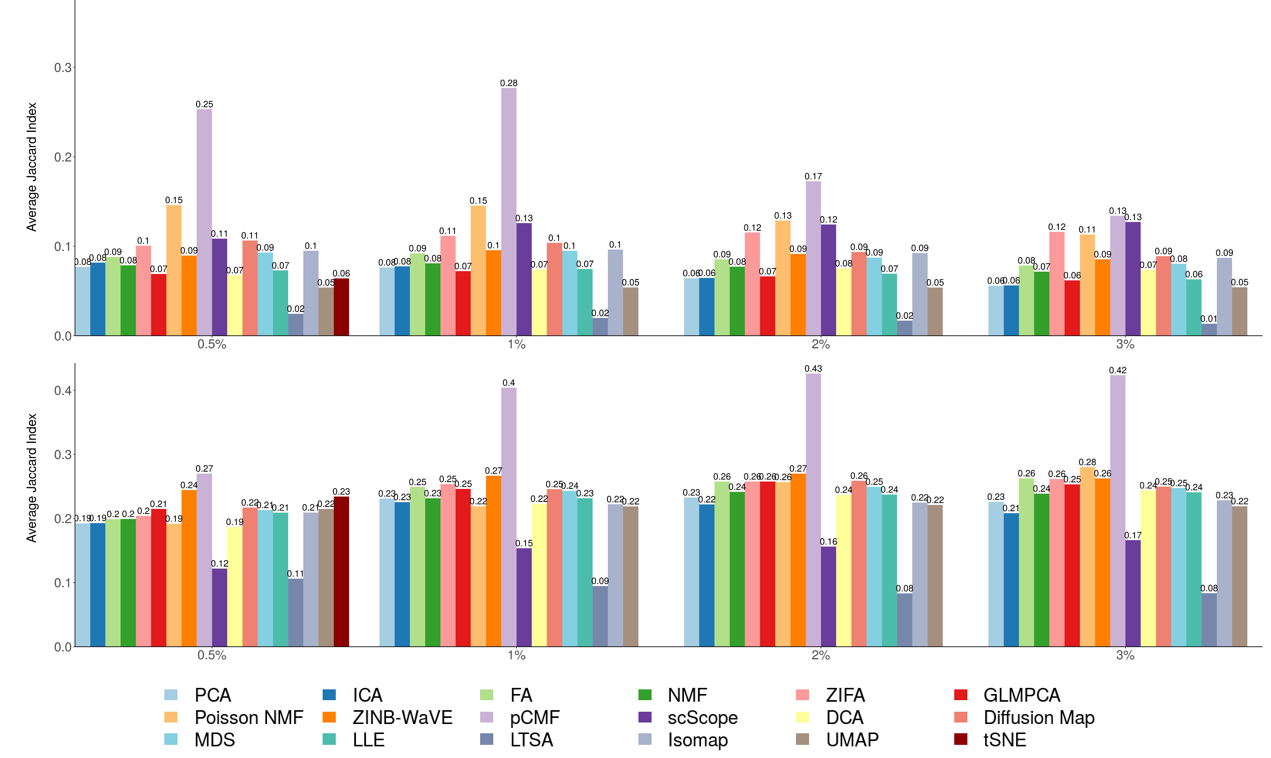 Average Jaccard Index
0.3
0.2
0.1
0.0
0.08 0.08 0.09 0.08 0.1 0.07 0.15 0.09 0.25 0.11 0.07 0.11 0.09 0.07 0.02 0.1 0.05 0.06
0.08 0.08 0.09 0.08 0.11 0.07 0.15 0.1 0.28 0.13 0.07 0.1 0.1 0.07 0.02 0.1 0.05
0.06 0.06 0.09 0.08 0.12 0.07 0.13 0.09 0.17 0.12 0.08 0.09 0.09 0.07 0.02 0.09 0.05
0.06 0.06 0.08 0.07 0.12 0.06 0.11 0.09 0.13 0.13 0.07 0.09 0.08 0.06 0.01 0.09 0.05
0.5% 1% 2% 3%
Average Jaccard Index
0.4
0.3
0.2
0.1
0.0
0.19 0.19 0.2 0.2 0.2 0.21 0.19 0.24 0.27 0.12 0.19 0.22 0.21 0.21 0.11 0.21 0.22 0.23
0.23 0.23 0.25 0.23 0.25 0.25 0.22 0.27 0.4 0.15 0.22 0.25 0.24 0.23 0.09 0.22 0.22
0.23 0.22 0.26 0.24 0.26 0.26 0.26 0.27 0.43 0.16 0.24 0.26 0.25 0.24 0.08 0.22 0.22
0.23 0.21 0.26 0.24 0.26 0.25 0.28 0.26 0.42 0.17 0.24 0.25 0.25 0.24 0.08 0.23 0.22
0.5% 1% 2% 3%
PCA ICA FA NMF ZIFA GLMPCA
Poisson NMF ZINB-WaVE pCMF scScope DCA Diffusion Map
MDS LLE LTSA Isomap UMAP tSNE